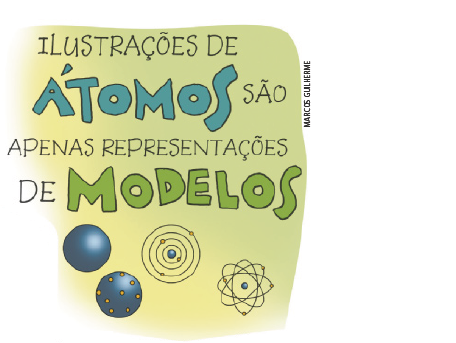 ILUSTRAÇÕES DE
ÁTOMOS SÃO
APENAS REPRESENTAÇÕES
DE MODELOS
MARCOS GUILHERME